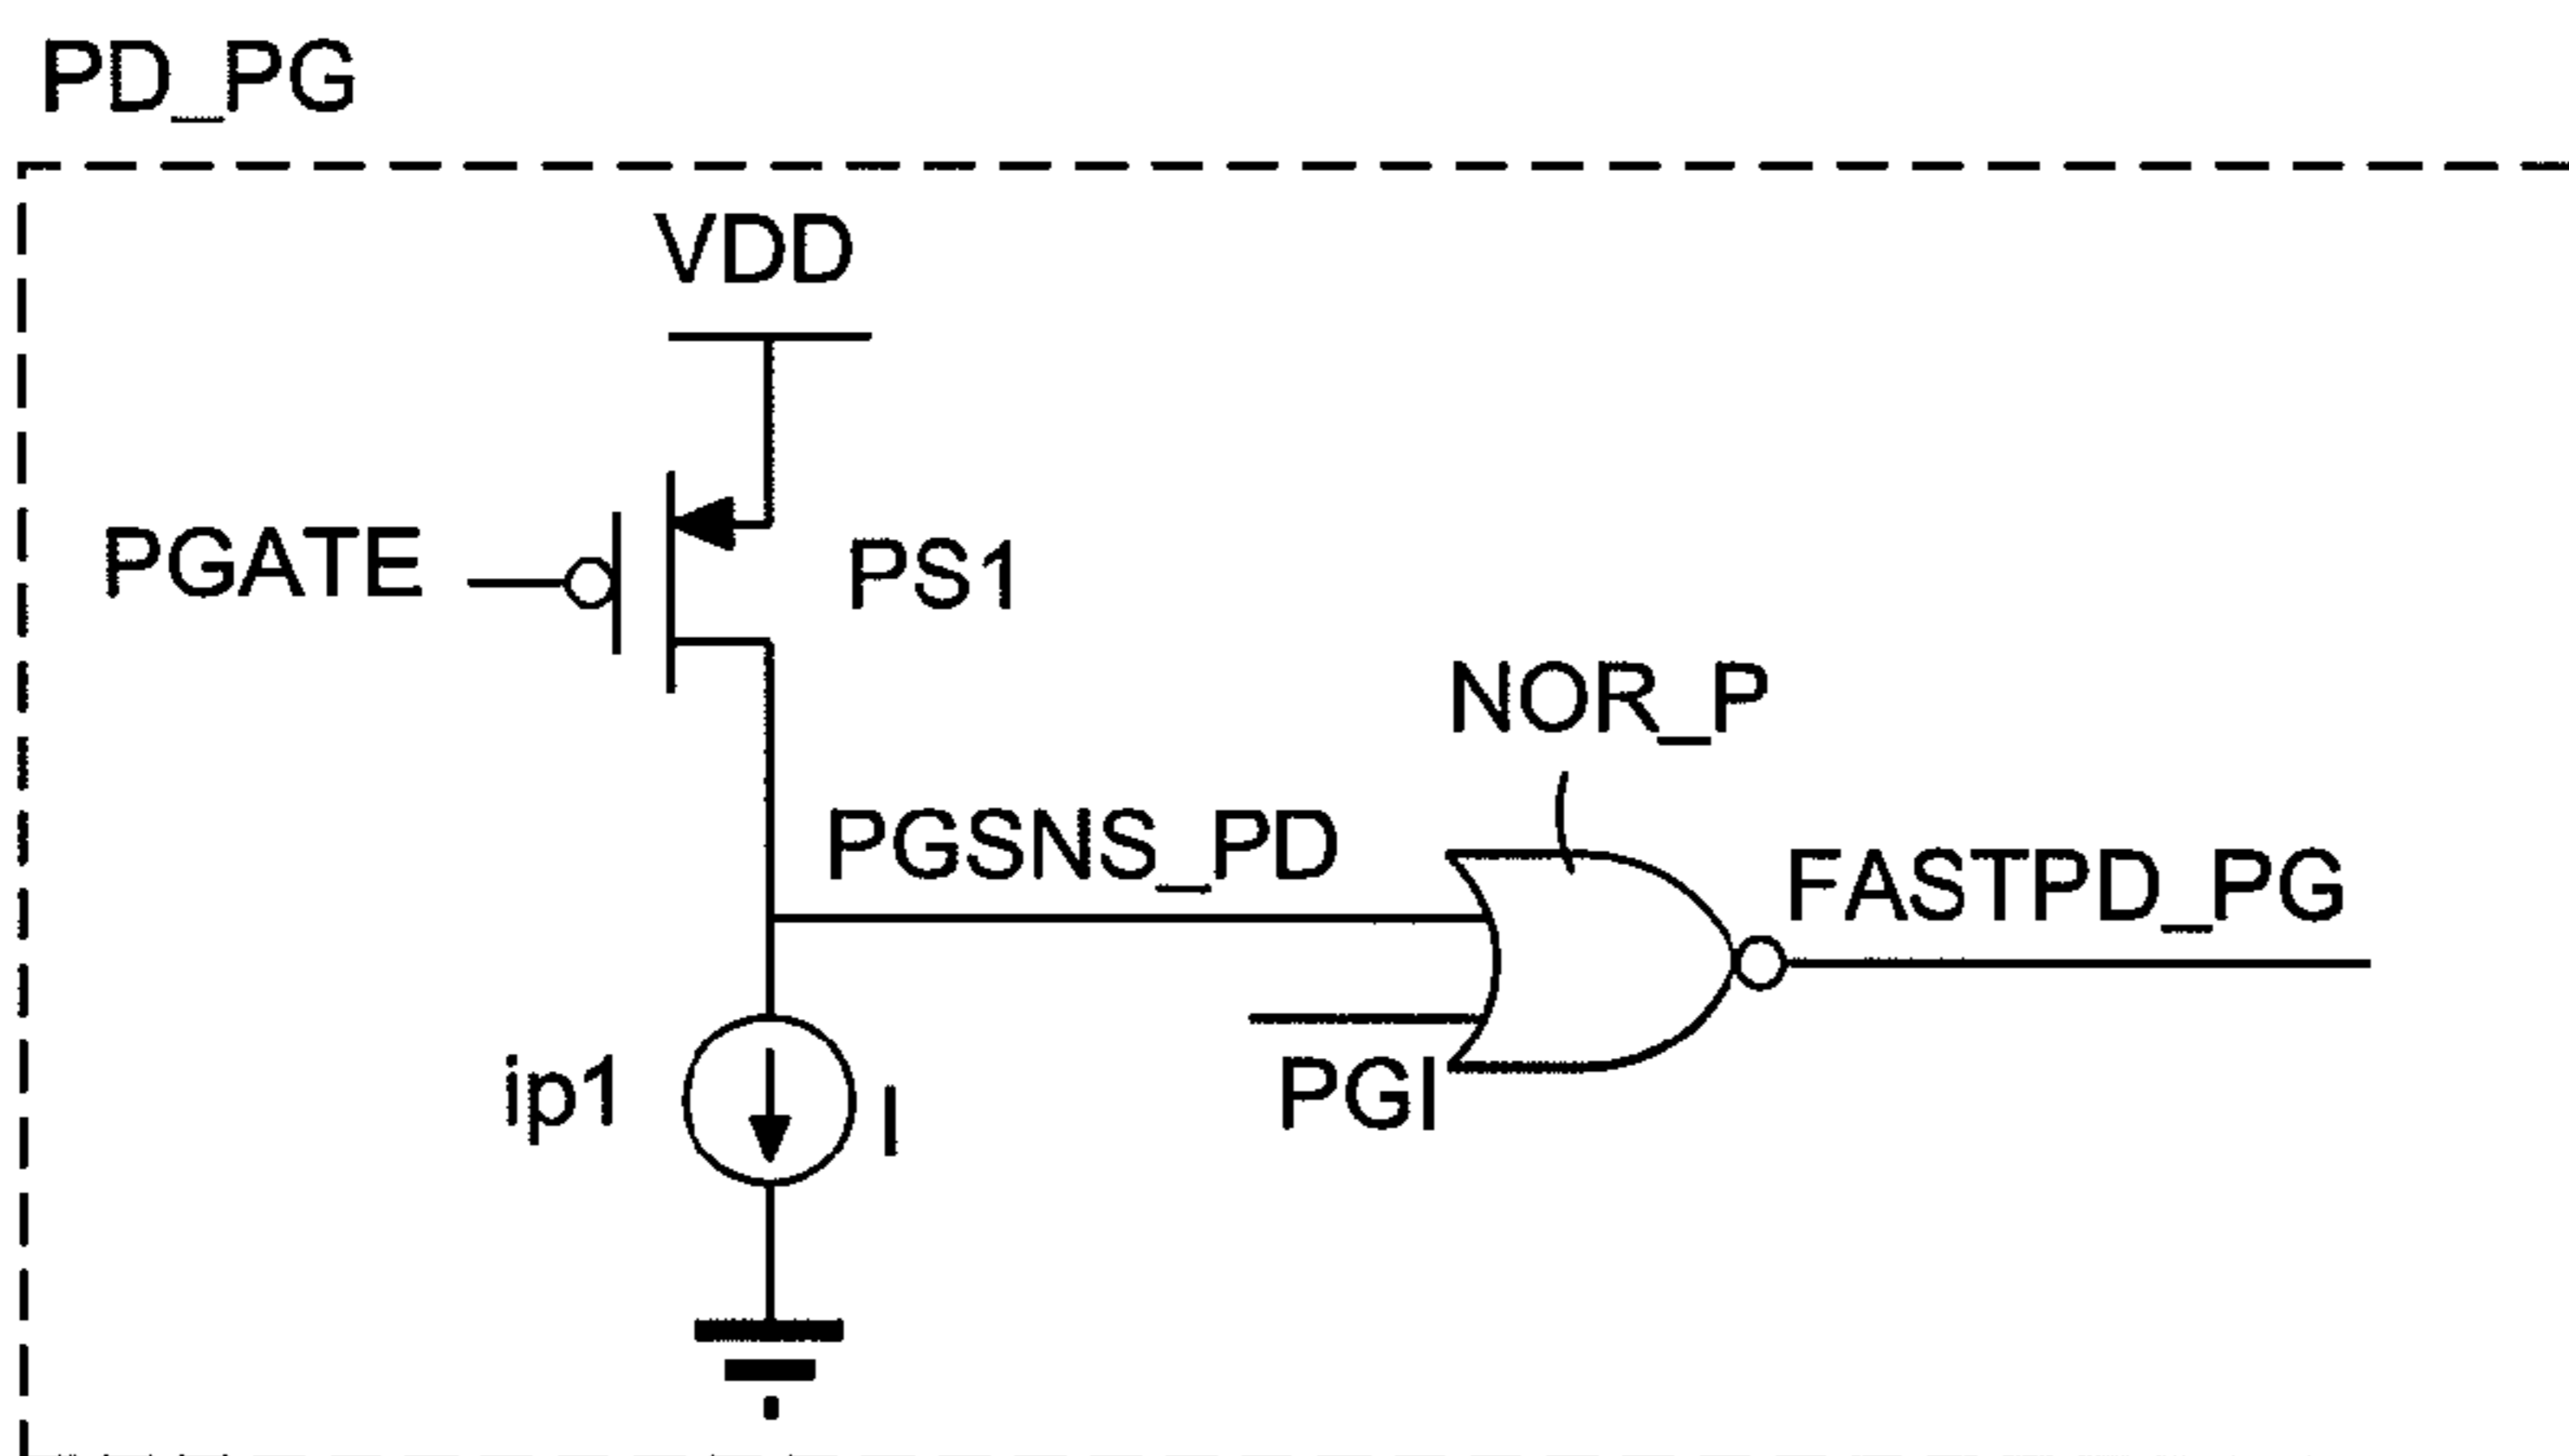 PD_PG
VDD
PGATE
PS1
NOR_P
PGSNS_PD
FASTPD_PG
PGI
ip1
I